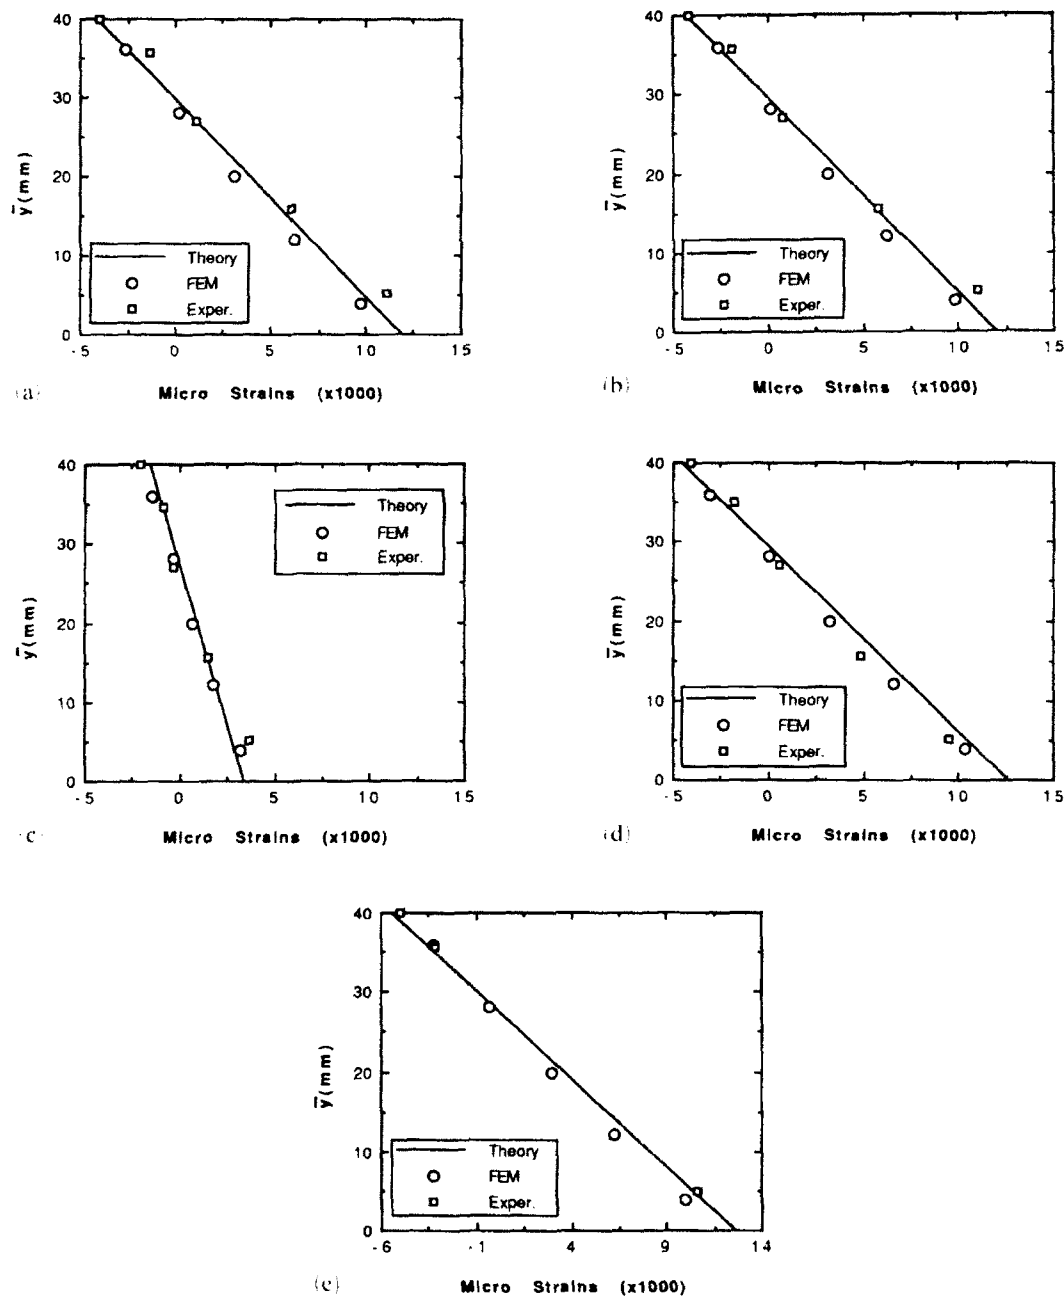 40
30
20
10
0
ȳ(mm)
Theory
FEM
Exper.
-5 0 5 10 15
(a) Micro Strains (x1000)
40
30
20
10
0
ȳ(mm)
Theory
FEM
Exper.
-5 0 5 10 15
(b) Micro Strains (x1000)
40
30
20
10
0
ȳ(mm)
Theory
FEM
Exper.
-5 0 5 10 15
(c) Micro Strains (x1000)
40
30
20
10
0
ȳ(mm)
Theory
FEM
Exper.
-5 0 5 10 15
(d) Micro Strains (x1000)
40
30
20
10
0
ȳ(mm)
Theory
FEM
Exper.
-6 -1 4 9 14
(e) Micro Strains (x1000)